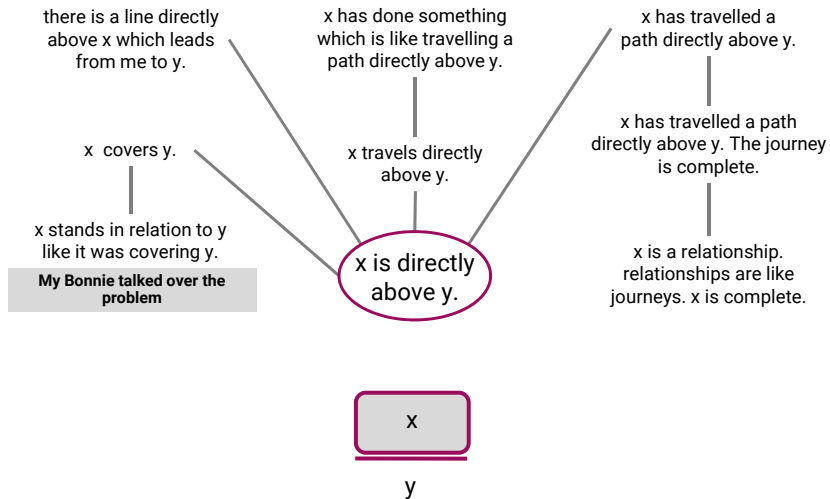 there is a line directly
above x which leads
from me to y.
x has done something
which is like travelling a
path directly above y.
x has travelled a
path directly above y.
x covers y.
x travels directly
above y.
x has travelled a path
directly above y. The journey
is complete.
x stands in relation to y
like it was covering y.
My Bonnie talked over the
problem
x is directly
above y.
x is a relationship.
relationships are like
journeys. x is complete.
x
y